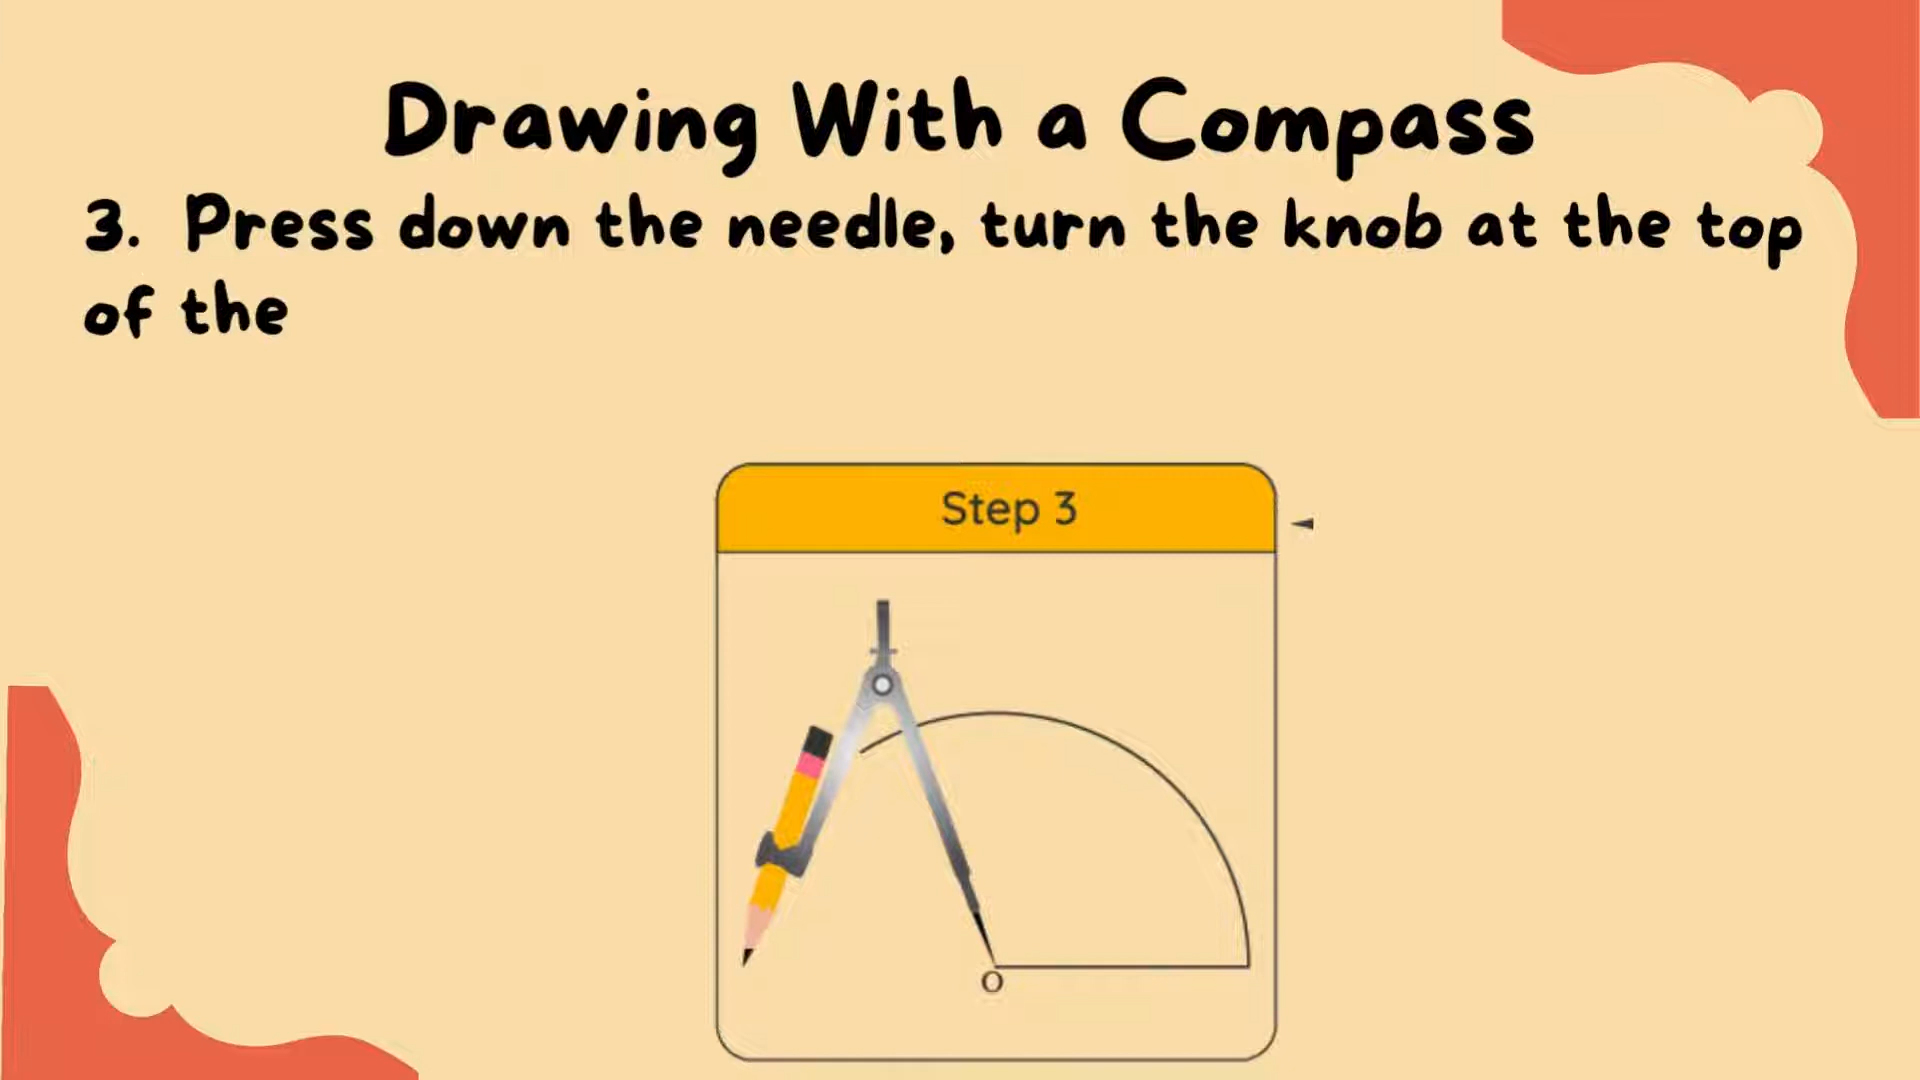 Drawing With a Compass
3. Press down the needle, turn the knob at the top
of the
Step 3
O